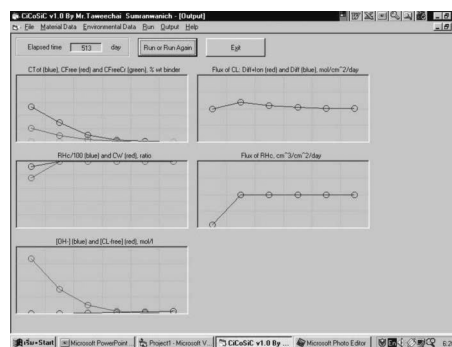 CiCoSiC v1.0 By Mr.Taweechai Sumranwanich - [Output]
File Material Data Environmental Data Run Output Help
Elapsed time 513 day Run or Run Again Exit
CTot (blue), CFree (red) and CFreeCr (green), % wt binder
Flux of CL: Diff+Ion (red) and Diff (blue), mol/cm^2/day
RHc/100 (blue) and CW (red), ratio
Flux of RHc, cm^3/cm^2/day
[OH-] (blue) and [CL-free] (red), mol/l
Start Microsoft PowerPoint... Project1 - Microsoft V... CiCoSiC v1.0 By ... Microsoft Photo Editor